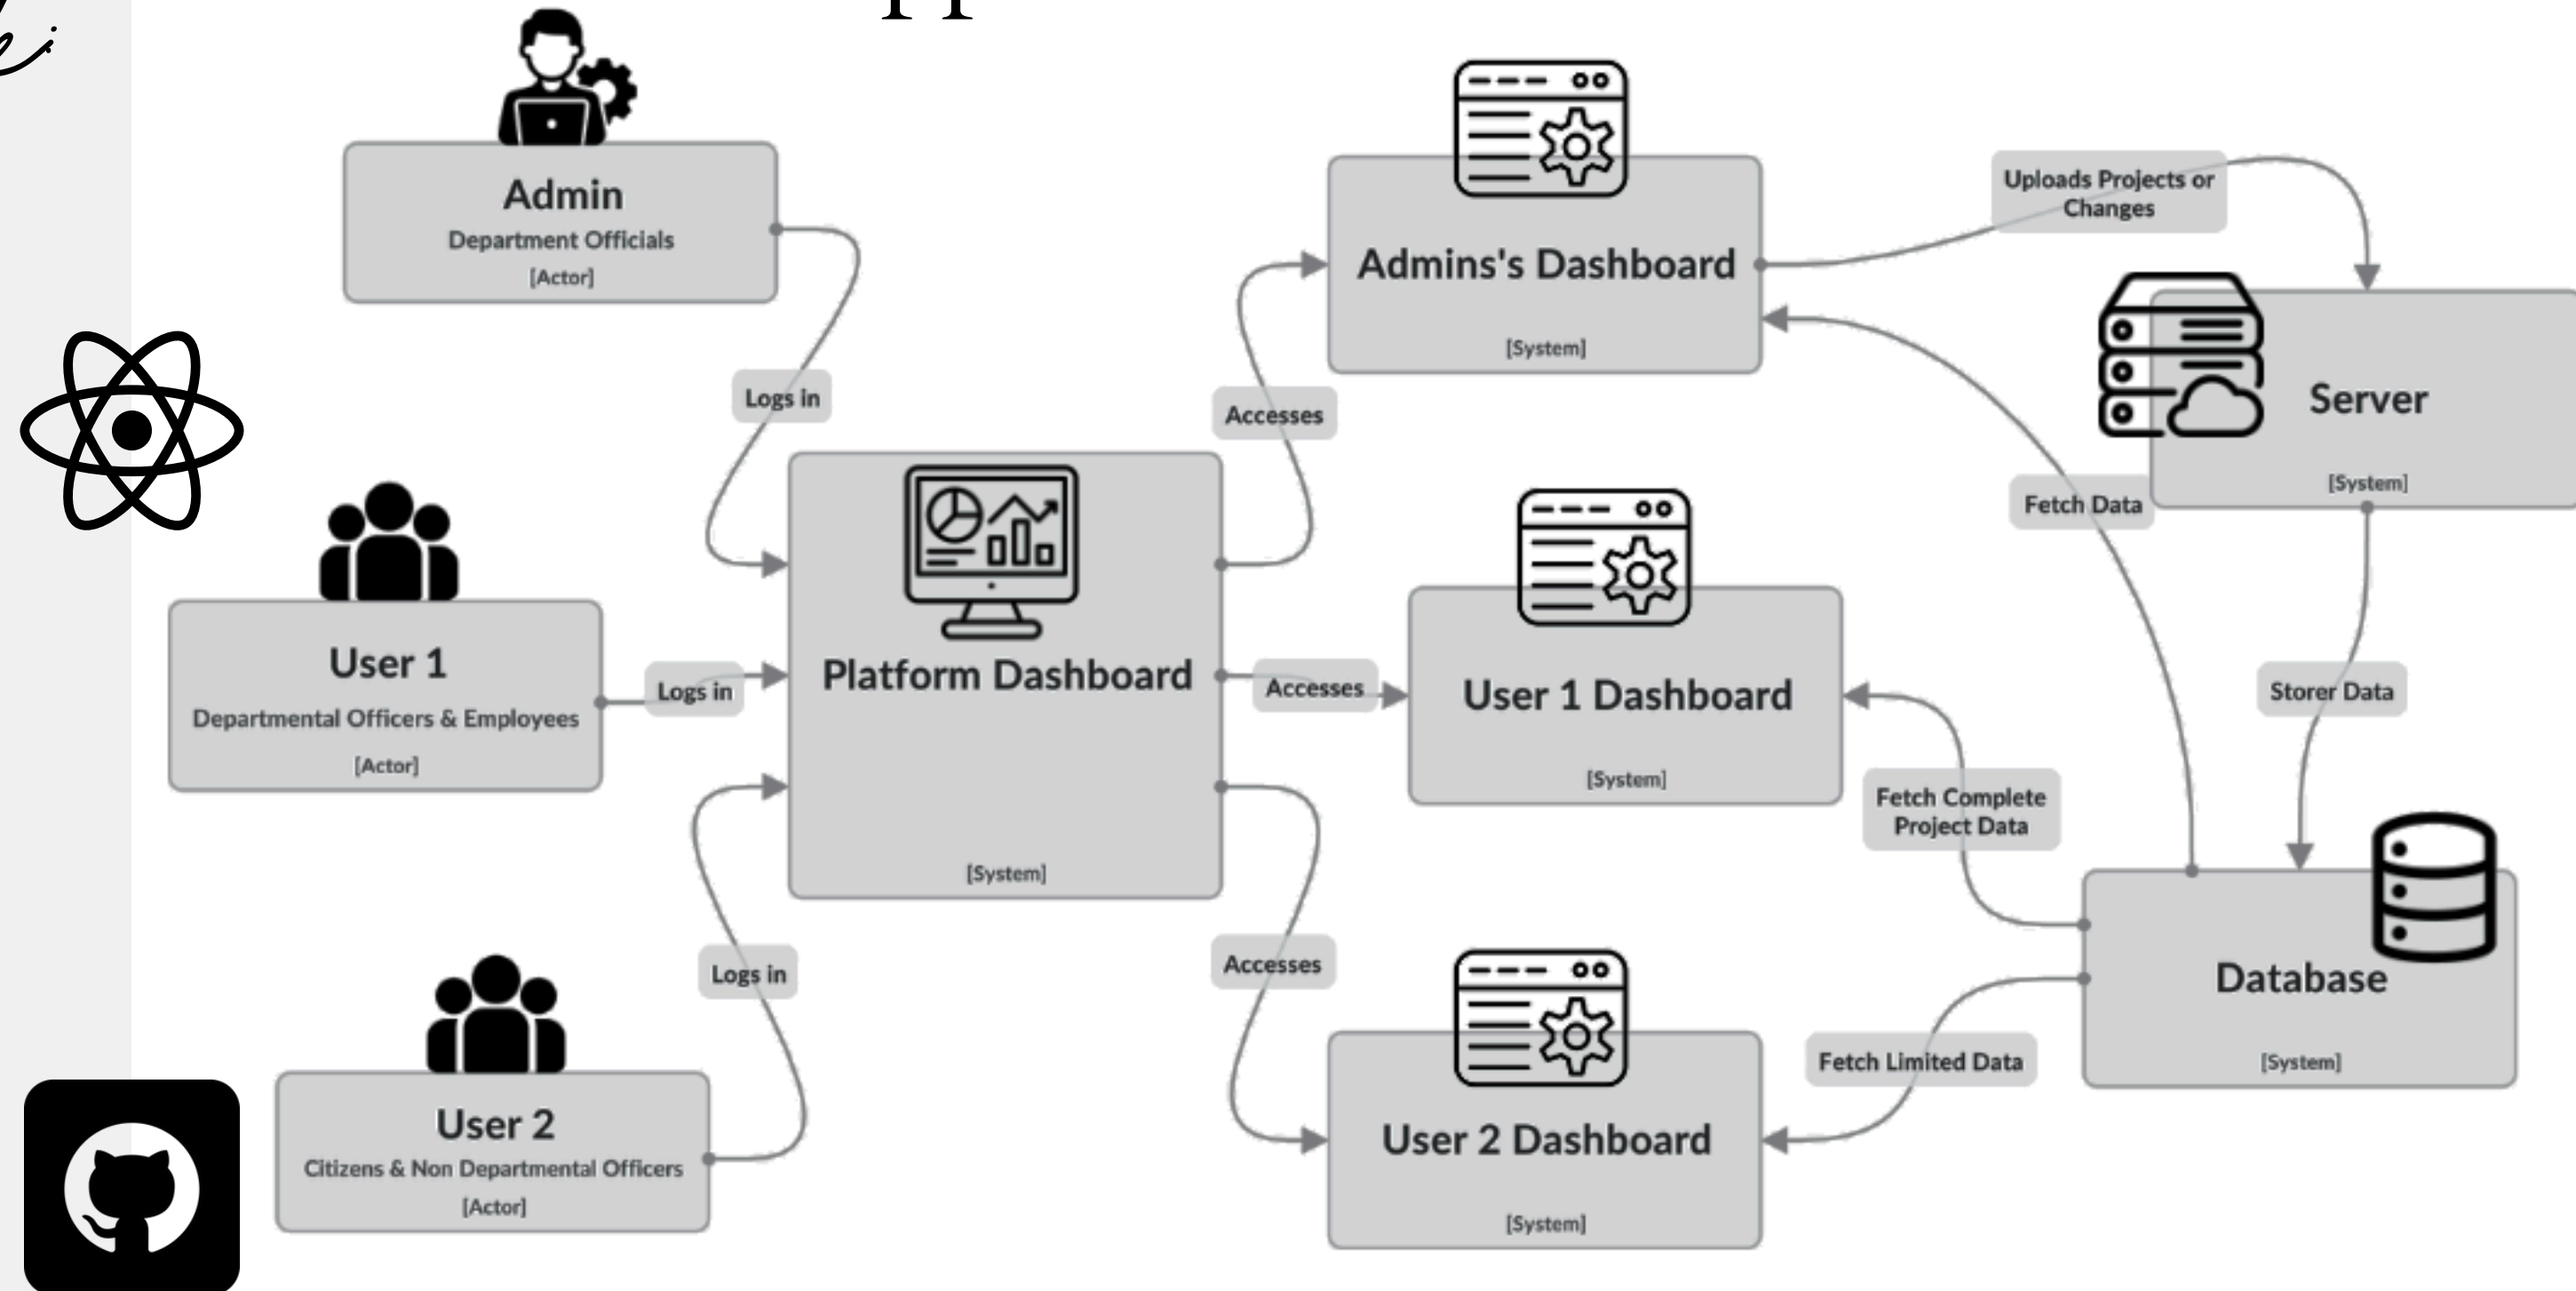 Admin
Department Officials
[Actor]
Logs in
User 1
Departmental Officers & Employees
[Actor]
Logs in
User 2
Citizens & Non Departmental Officers
[Actor]
Logs in
Platform Dashboard
[System]
Accesses
Accesses
Accesses
Admins's Dashboard
[System]
User 1 Dashboard
[System]
User 2 Dashboard
[System]
Uploads Projects or
Changes
Server
[System]
Fetch Data
Storer Data
Fetch Complete
Project Data
Fetch Limited Data
Database
[System]